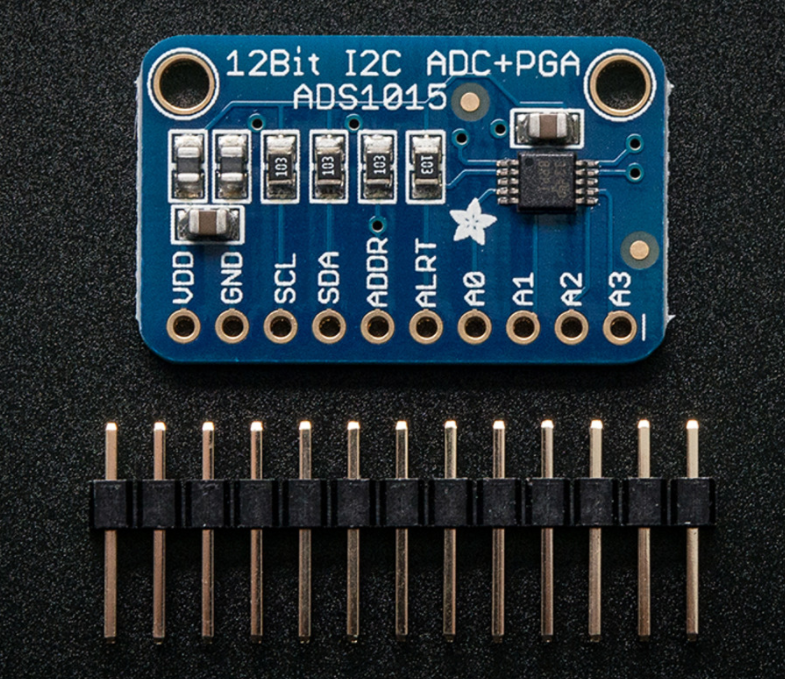 12Bit I2C ADC+PGA
ADS1015
103
103
103
103
VDD
GND
SCL
SDA
ADDR
ALRT
A0
A1
A2
A3